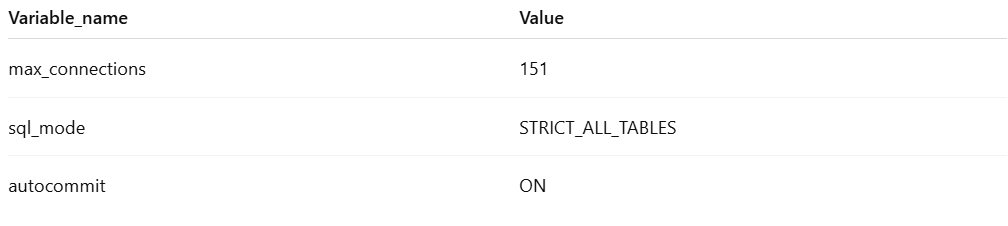 Variable_name Value
max_connections 151
sql_mode STRICT_ALL_TABLES
autocommit ON